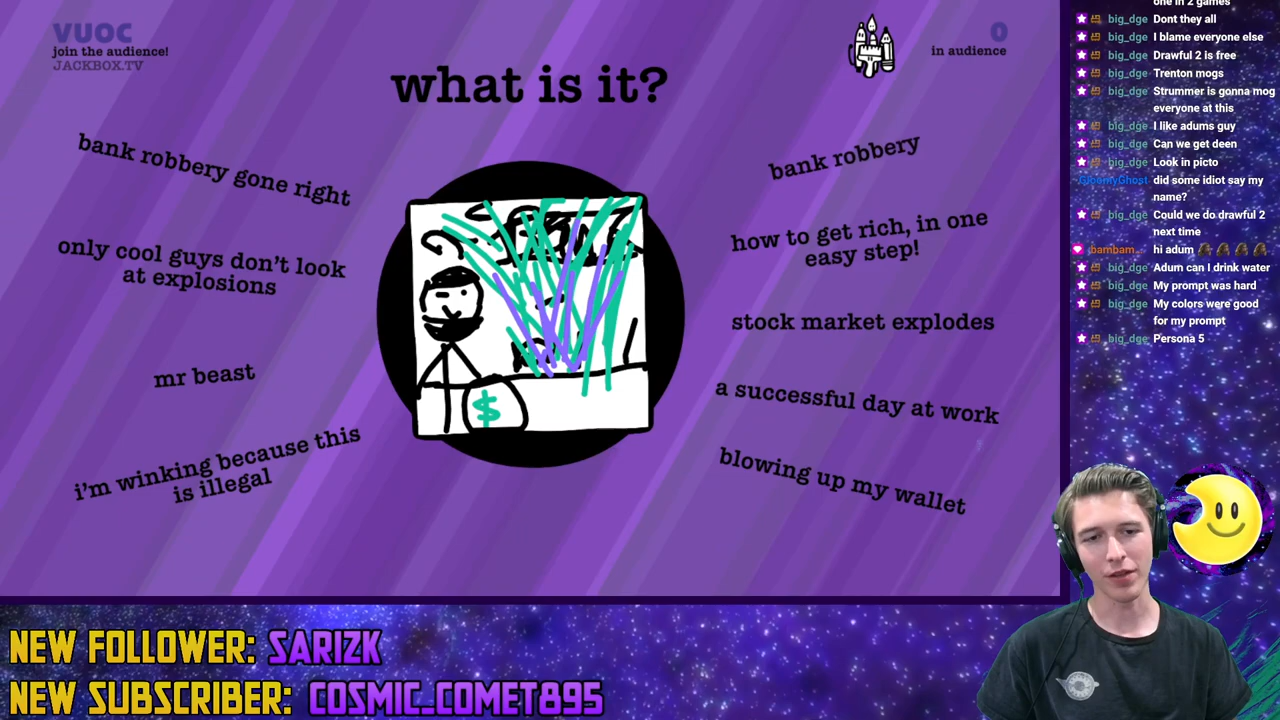 VUOC
join the audience!
JACKBOX.TV
0
in audience
what is it?
bank robbery gone right
only cool guys don't look
at explosions
mr beast
i'm winking because this
is illegal
bank robbery
how to get rich, in one
easy step!
stock market explodes
a successful day at work
blowing up my wallet
$
one in 2 games
big_dge Dont they all
big_dge I blame everyone else
big_dge Drawful 2 is free
big_dge Trenton mogs
big_dge Strummer is gonna mog
everyone at this
big_dge I like adums guy
big_dge Can we get deen
big_dge Look in picto
GloomyGhost did some idiot say my
name?
big_dge Could we do drawful 2
next time
bambam.. hi adum
big_dge Adum can I drink water
big_dge My prompt was hard
big_dge My colors were good
for my prompt
big_dge Persona 5
NEW FOLLOWER: SARIZK
NEW SUBSCRIBER: COSMIC_COMET895